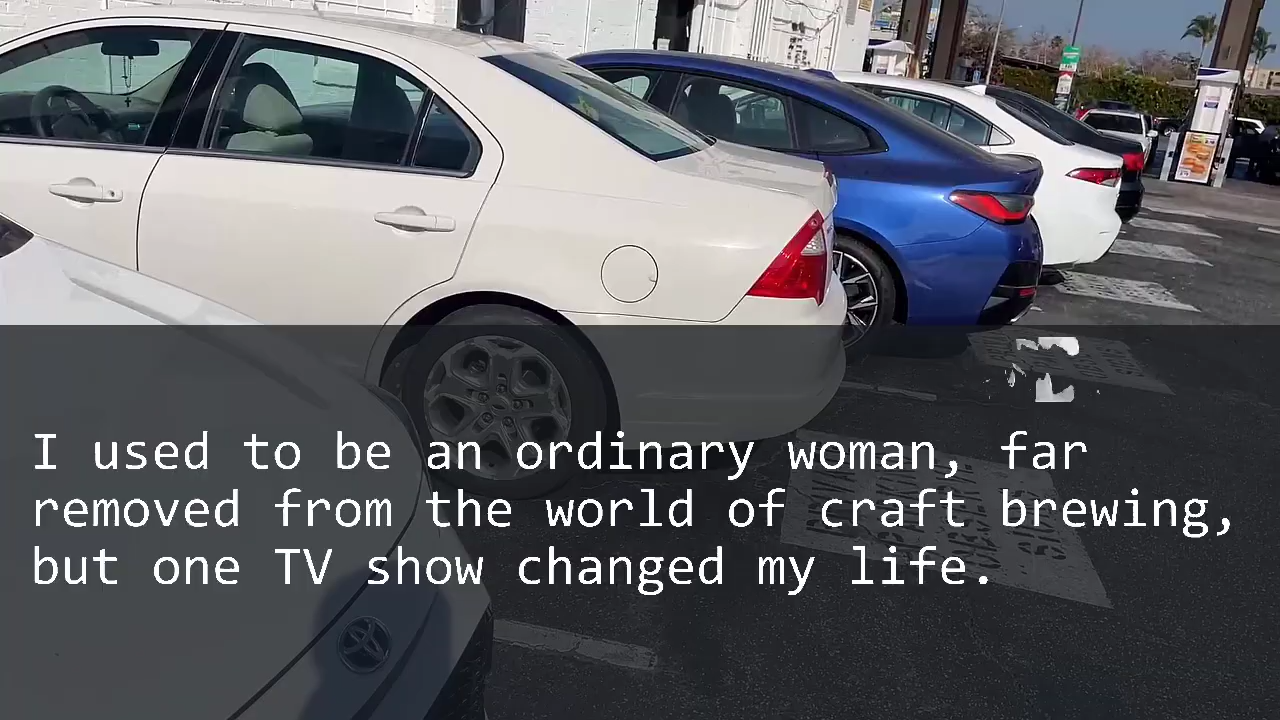 I used to be an ordinary woman, far
removed from the world of craft brewing,
but one TV show changed my life.